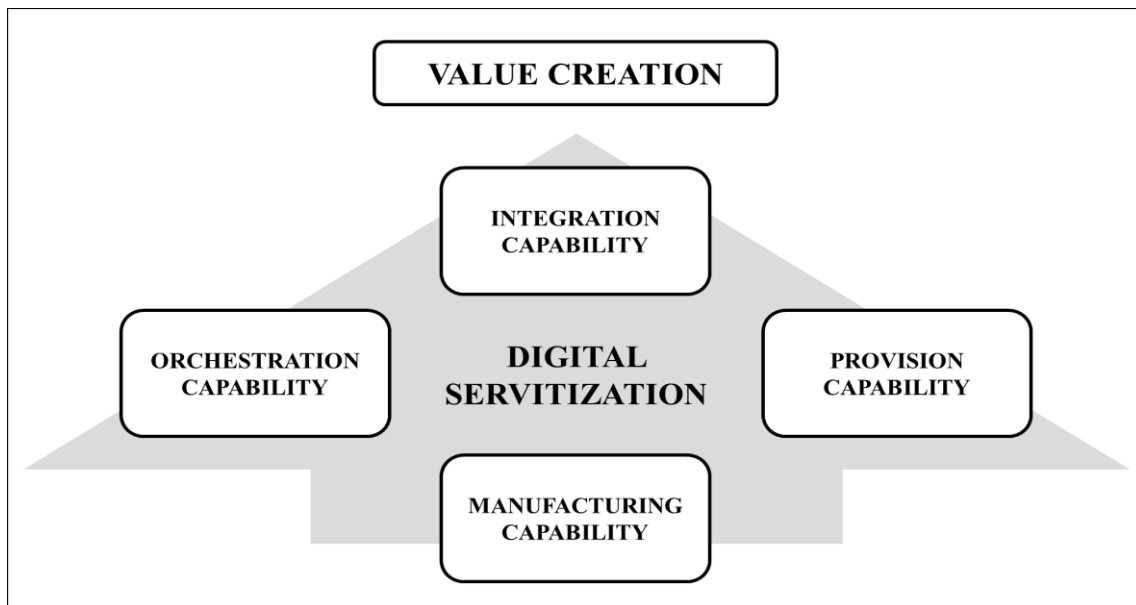 VALUE CREATION
INTEGRATION
CAPABILITY
ORCHESTRATION
CAPABILITY
DIGITAL
SERVITIZATION
PROVISION
CAPABILITY
MANUFACTURING
CAPABILITY